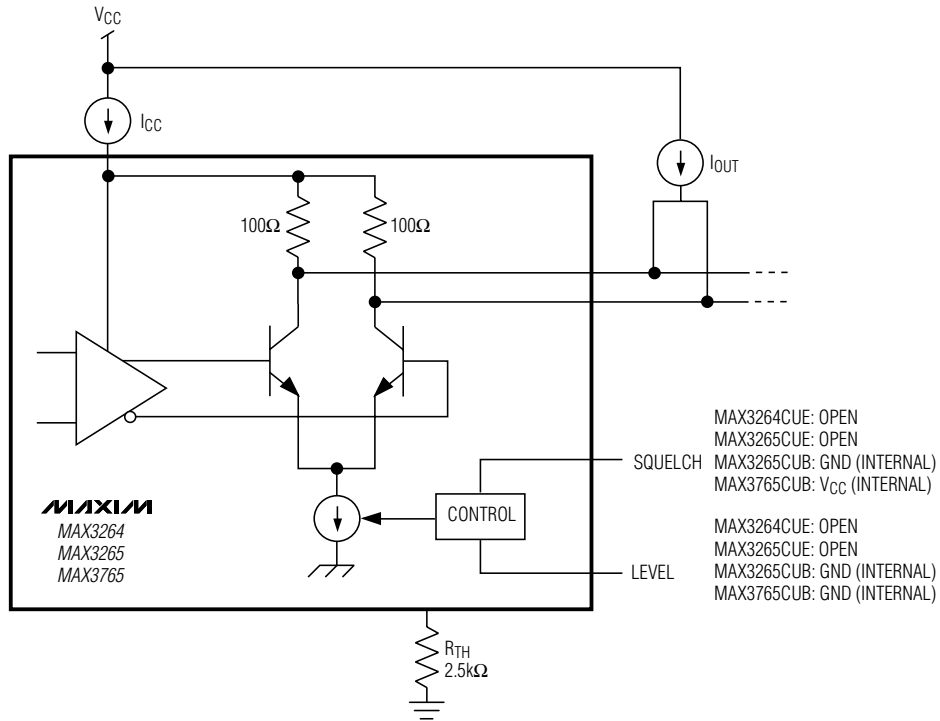 VCC
ICC
IOUT
100Ω
100Ω
MAX3264CUE: OPEN
MAX3265CUE: OPEN
SQUELCH MAX3265CUB: GND (INTERNAL)
MAX3765CUB: VCC (INTERNAL)
MAXIM
MAX3264
MAX3265
MAX3765
CONTROL
MAX3264CUE: OPEN
MAX3265CUE: OPEN
LEVEL MAX3265CUB: GND (INTERNAL)
MAX3765CUB: GND (INTERNAL)
RTH
2.5kΩ